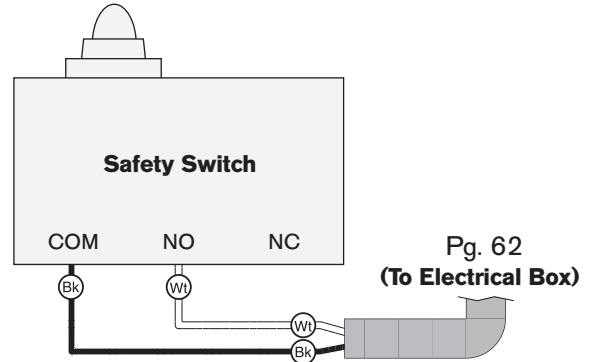 Safety Switch
COM NO NC
Pg. 62
(To Electrical Box)
Bk Wt
Wt
Bk